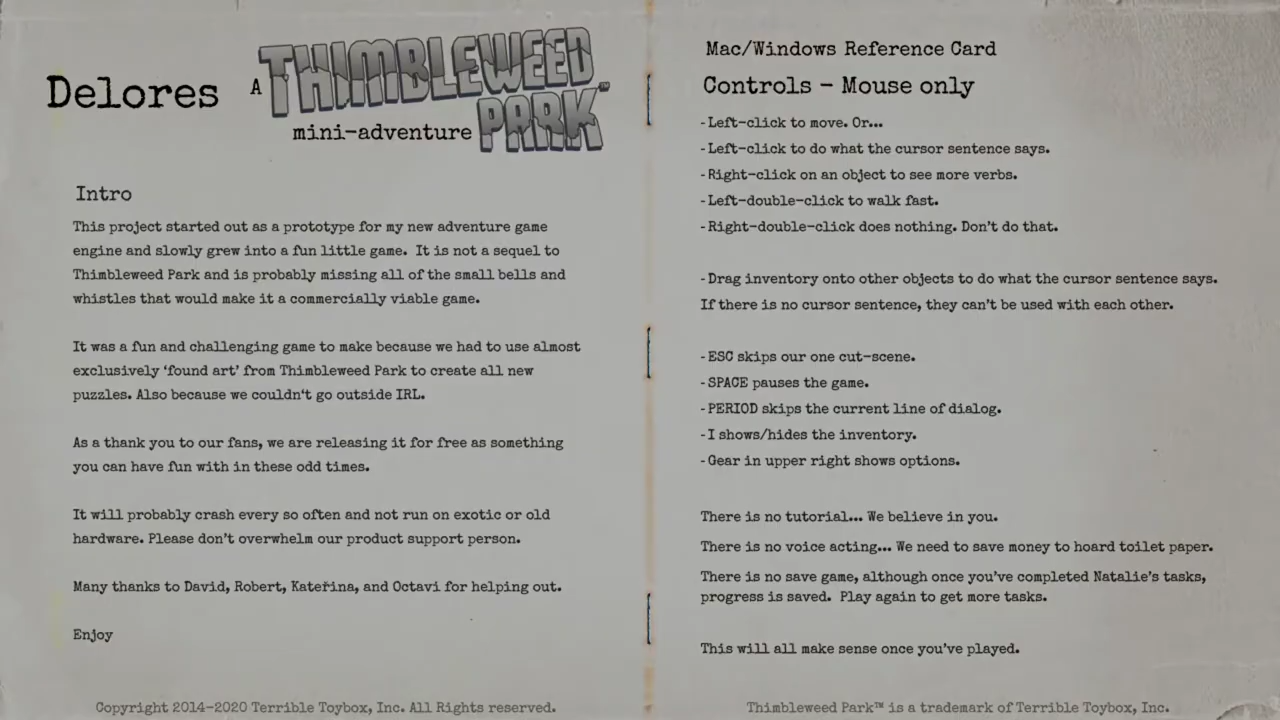 Delores A THIMBLEWEED PARK™
mini-adventure
Intro
This project started out as a prototype for my new adventure game
engine and slowly grew into a fun little game.  It is not a sequel to
Thimbleweed Park and is probably missing all of the small bells and
whistles that would make it a commercially viable game.
It was a fun and challenging game to make because we had to use almost
exclusively ‘found art’ from Thimbleweed Park to create all new
puzzles. Also because we couldn‘t go outside IRL.
As a thank you to our fans, we are releasing it for free as something
you can have fun with in these odd times.
It will probably crash every so often and not run on exotic or old
hardware. Please don’t overwhelm our product support person.
Many thanks to David, Robert, Kateřina, and Octavi for helping out.
Enjoy
Copyright 2014-2020 Terrible Toybox, Inc. All Rights reserved.
Mac/Windows Reference Card
Controls – Mouse only
-Left-click to move. Or...
-Left-click to do what the cursor sentence says.
-Right-click on an object to see more verbs.
-Left-double-click to walk fast.
-Right-double-click does nothing. Don’t do that.
-Drag inventory onto other objects to do what the cursor sentence says.
If there is no cursor sentence, they can’t be used with each other.
-ESC skips our one cut-scene.
-SPACE pauses the game.
-PERIOD skips the current line of dialog.
-I shows/hides the inventory.
-Gear in upper right shows options.
There is no tutorial... We believe in you.
There is no voice acting... We need to save money to hoard toilet paper.
There is no save game, although once you’ve completed Natalie’s tasks,
progress is saved.  Play again to get more tasks.
This will all make sense once you’ve played.
Thimbleweed Park™ is a trademark of Terrible Toybox, Inc.